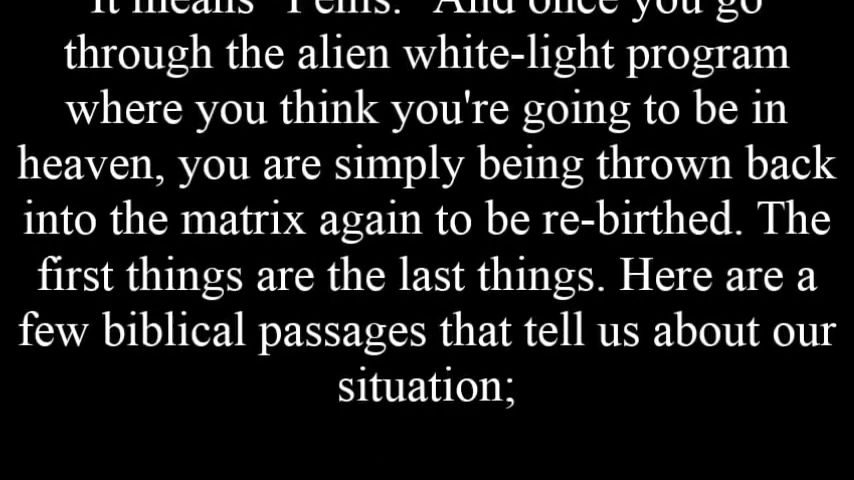 It means "Penis." And once you go
through the alien white-light program
where you think you're going to be in
heaven, you are simply being thrown back
into the matrix again to be re-birthed. The
first things are the last things. Here are a
few biblical passages that tell us about our
situation;